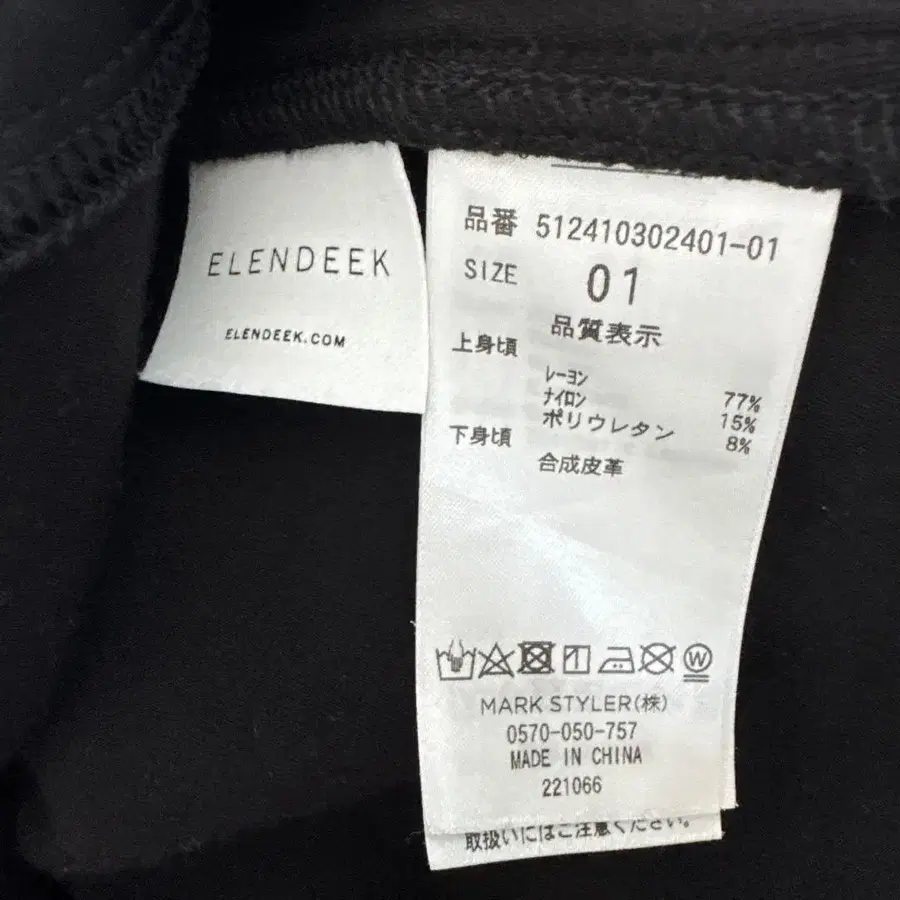 ELENDEEK
ELENDEEK.COM
品番 512410302401-01
SIZE 01
品質表示
上身頃
レーヨン 77%
ナイロン 15%
ポリウレタン 8%
下身頃
合成皮革
W
MARK STYLER(株)
0570-050-757
MADE IN CHINA
221066
取扱いにはご注意ください。